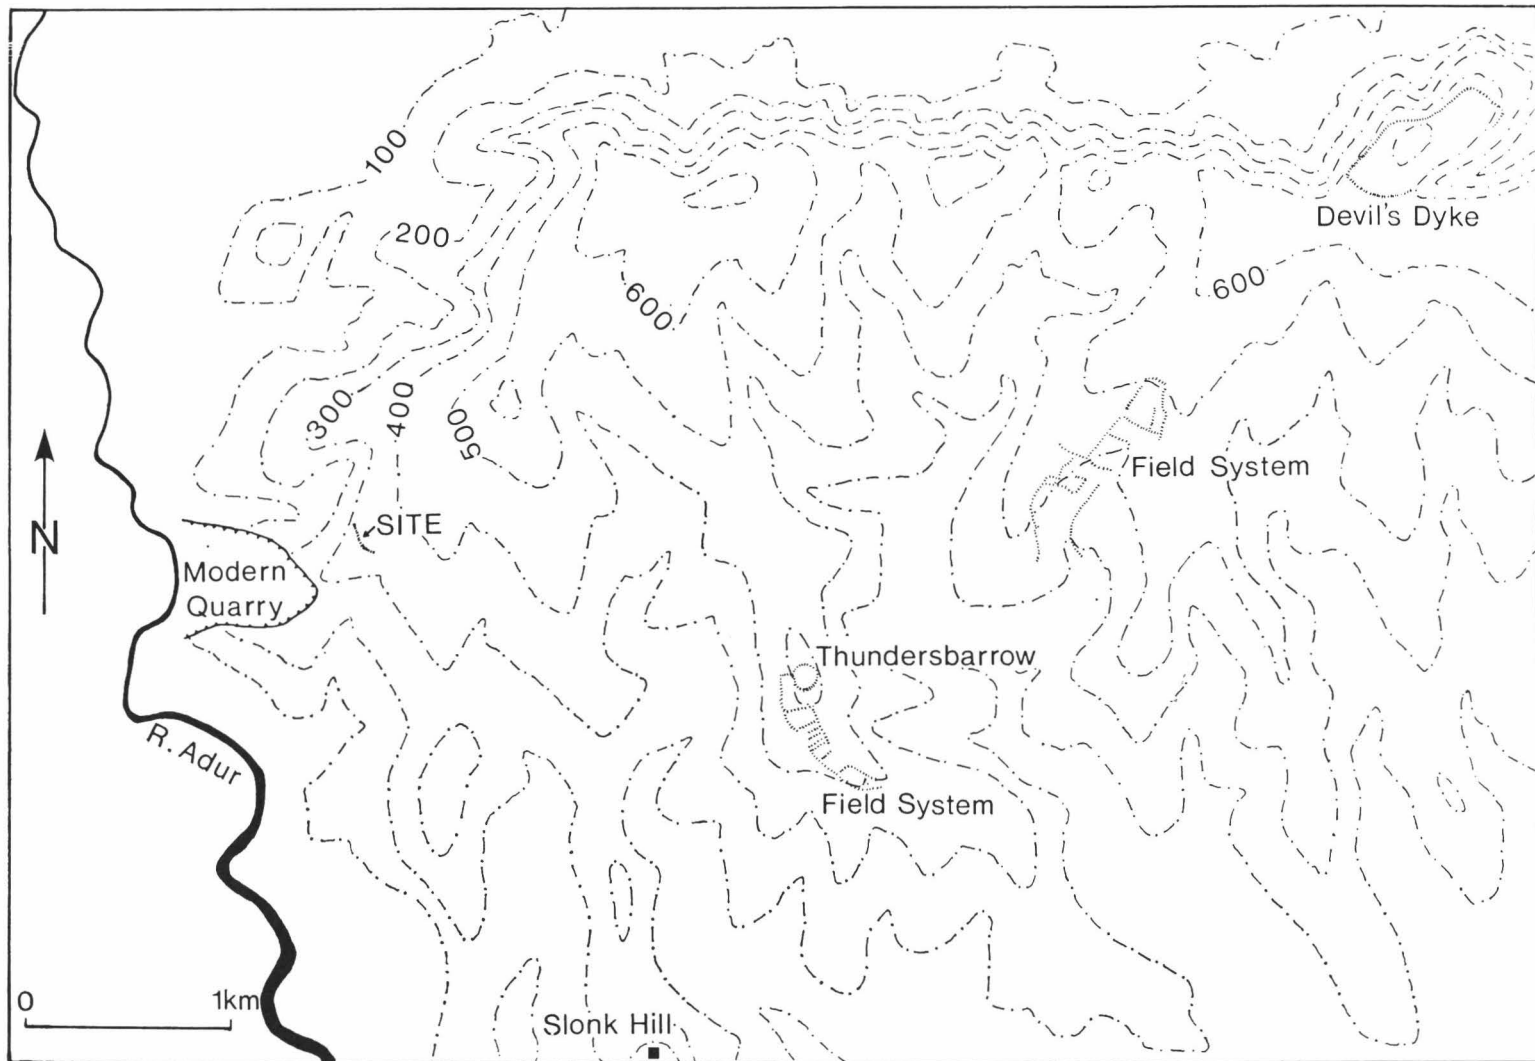 100
200
Devil's Dyke
600
600
300
400
500
Field System
N
SITE
Modern
Quarry
Thundersbarrow
R. Adur
Field System
0 1km
Slonk Hill